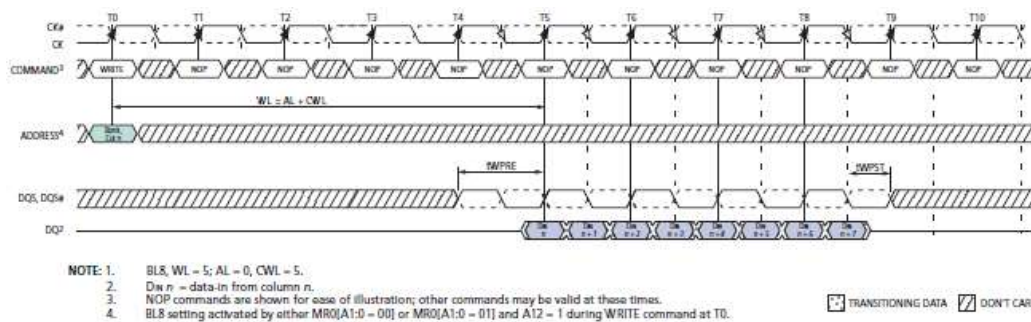 T0 T1 T2 T3 T4 T5 T6 T7 T8 T9 T10
CK#
CK
COMMAND3 WRITE NOP NOP NOP NOP NOP NOP NOP NOP NOP NOP
WL = AL + CWL
ADDRESS4 Bank, Col n
tWPRE tWPST
DQS, DQS#
DQ2 DIN n DIN n + 1 DIN n + 2 DIN n + 3 DIN n + 4 DIN n + 5 DIN n + 6 DIN n + 7
NOTE: 1. BL8, WL = 5; AL = 0, CWL = 5.
2. DIN n = data-in from column n.
3. NOP commands are shown for ease of illustration; other commands may be valid at these times.
4. BL8 setting activated by either MR0[A1:0 = 00] or MR0[A1:0 = 01] and A12 = 1 during WRITE command at T0.
TRANSITIONING DATA DON'T CAR